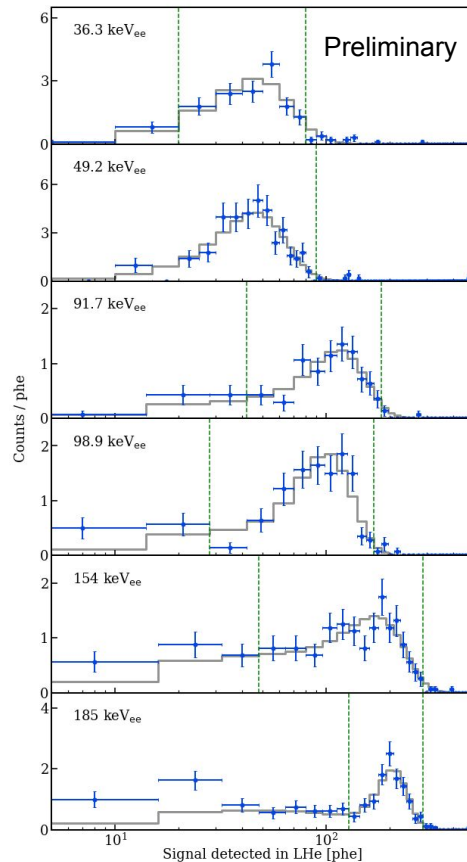 36.3 keVee
Preliminary
6
3
0
49.2 keVee
6
3
0
91.7 keVee
2
1
0
Counts / phe
98.9 keVee
2
1
0
154 keVee
2
1
0
185 keVee
4
2
0
10¹
10²
Signal detected in LHe [phe]